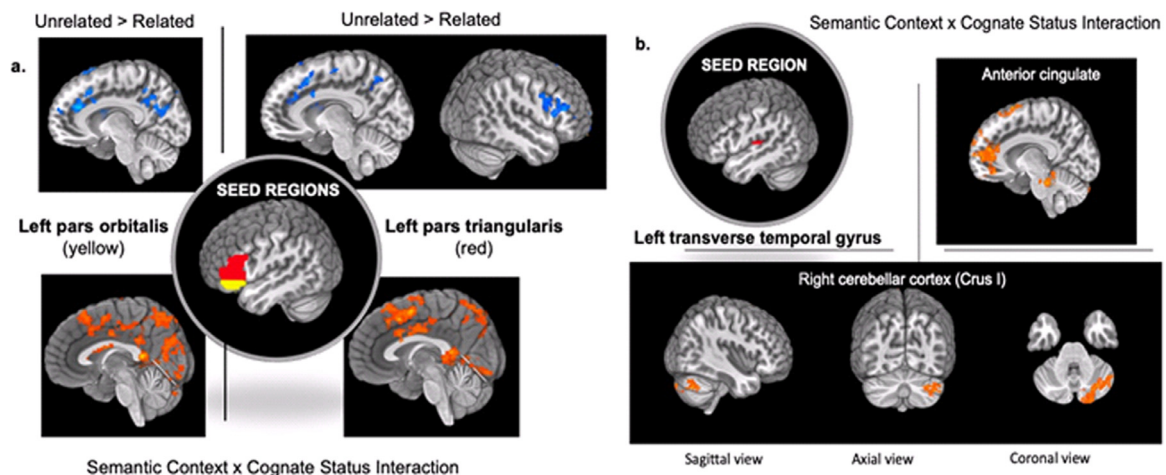 Unrelated > Related
Unrelated > Related
a.
SEED REGIONS
Left pars orbitalis
(yellow)
Left pars triangularis
(red)
Semantic Context x Cognate Status Interaction
Semantic Context x Cognate Status Interaction
b.
SEED REGION
Anterior cingulate
Left transverse temporal gyrus
Right cerebellar cortex (Crus I)
Sagittal view
Axial view
Coronal view